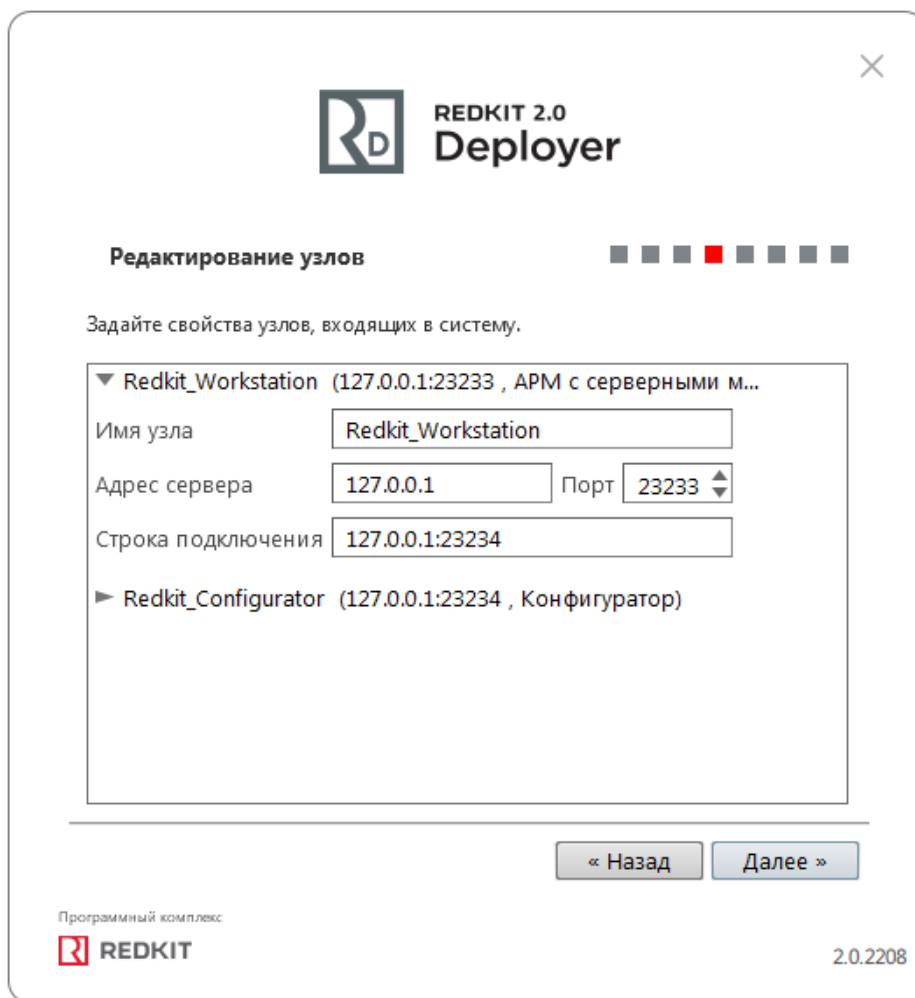 REDKIT 2.0
Deployer
Редактирование узлов
Задайте свойства узлов, входящих в систему.
Redkit_Workstation (127.0.0.1:23233 , АРМ с серверными м...
Имя узла Redkit_Workstation
Адрес сервера 127.0.0.1 Порт 23233
Строка подключения 127.0.0.1:23234
Redkit_Configurator (127.0.0.1:23234 , Конфигуратор)
« Назад Далее »
Программный комплекс
REDKIT
2.0.2208